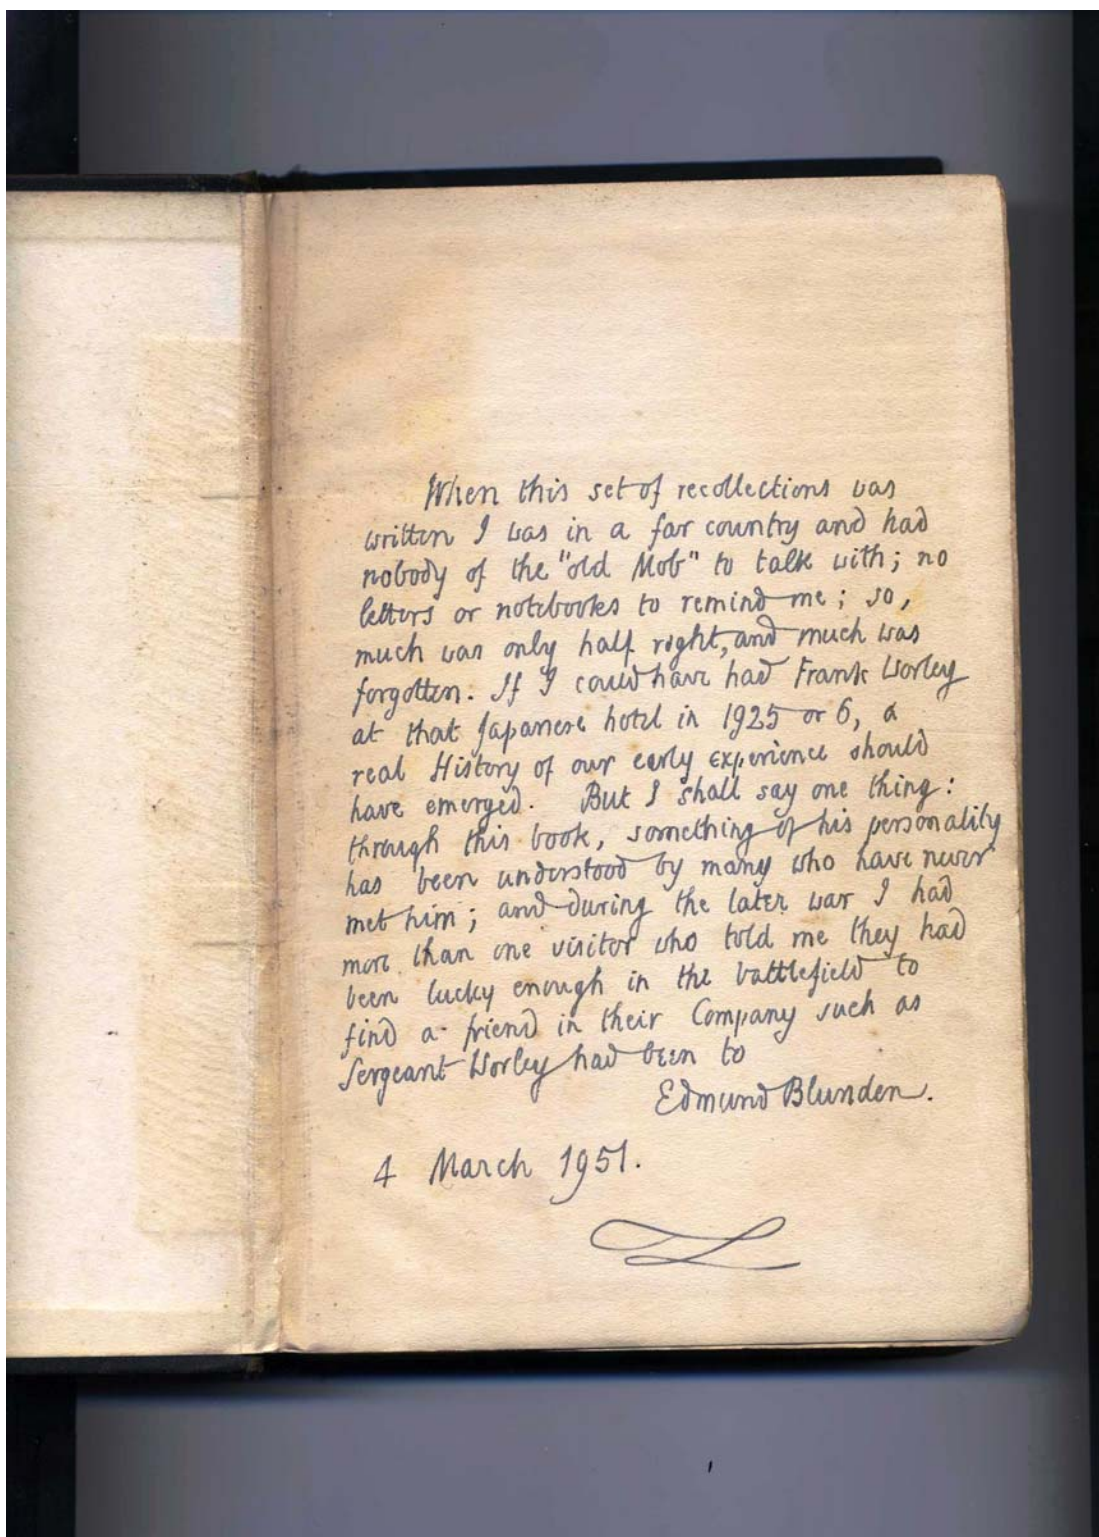 When this set of recollections was
written I was in a far country and had
nobody of the "old Mob" to talk with; no
letters or notebooks to remind me; so,
much was only half right, and much was
forgotten. If I could have had Frank Worley
at that Japanese hotel in 1925 or 6, a
real History of our early experience should
have emerged. But I shall say one thing:
through this book, something of his personality
has been understood by many who have never
met him; and during the later war I had
more than one visitor who told me they had
been lucky enough in the battlefield to
find a friend in their Company such as
Sergeant Worley had been to
Edmund Blunden.
4 March 1951.